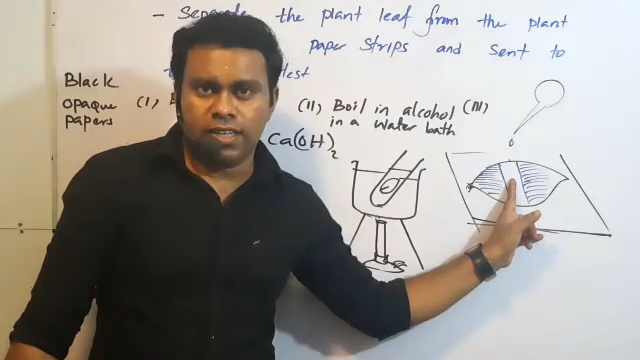 - Separate the plant leaf from the plant
paper strips and sent to
test
Black
opaque
papers
(I)
(II) Boil in alcohol
in a water bath
(III)
Ca(OH)2